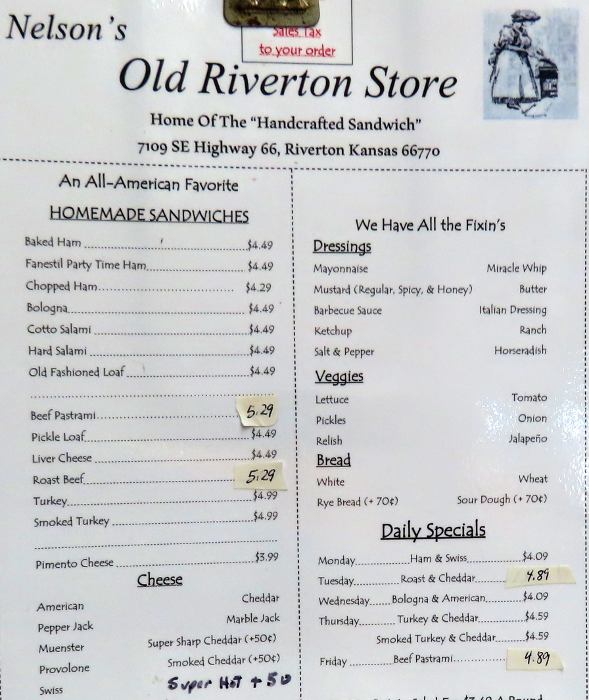 Sales Tax
to your order
Nelson's
Old Riverton Store
Home Of The "Handcrafted Sandwich"
7109 SE Highway 66, Riverton Kansas 66770
An All-American Favorite
HOMEMADE SANDWICHES
Baked Ham $4.49
Fanestil Party Time Ham $4.49
Chopped Ham $4.29
Bologna $4.49
Cotto Salami $4.49
Hard Salami $4.49
Old Fashioned Loaf $4.49
Beef Pastrami 5.29
Pickle Loaf $4.49
Liver Cheese $4.49
Roast Beef 5.29
Turkey $4.99
Smoked Turkey $4.99
Pimento Cheese $3.99
Cheese
American Cheddar
Pepper Jack Marble Jack
Muenster Super Sharp Cheddar (+50¢)
Provolone Smoked Cheddar (+50¢)
Swiss Super Hot + 50
We Have All the Fixin's
Dressings
Mayonnaise Miracle Whip
Mustard (Regular, Spicy, & Honey) Butter
Barbecue Sauce Italian Dressing
Ketchup Ranch
Salt & Pepper Horseradish
Veggies
Lettuce Tomato
Pickles Onion
Relish Jalapeño
Bread
White Wheat
Rye Bread (+ 70¢) Sour Dough (+ 70¢)
Daily Specials
Monday Ham & Swiss $4.09
Tuesday Roast & Cheddar 4.89
Wednesday Bologna & American $4.09
Thursday Turkey & Cheddar $4.59
Smoked Turkey & Cheddar $4.59
Friday Beef Pastrami 4.89